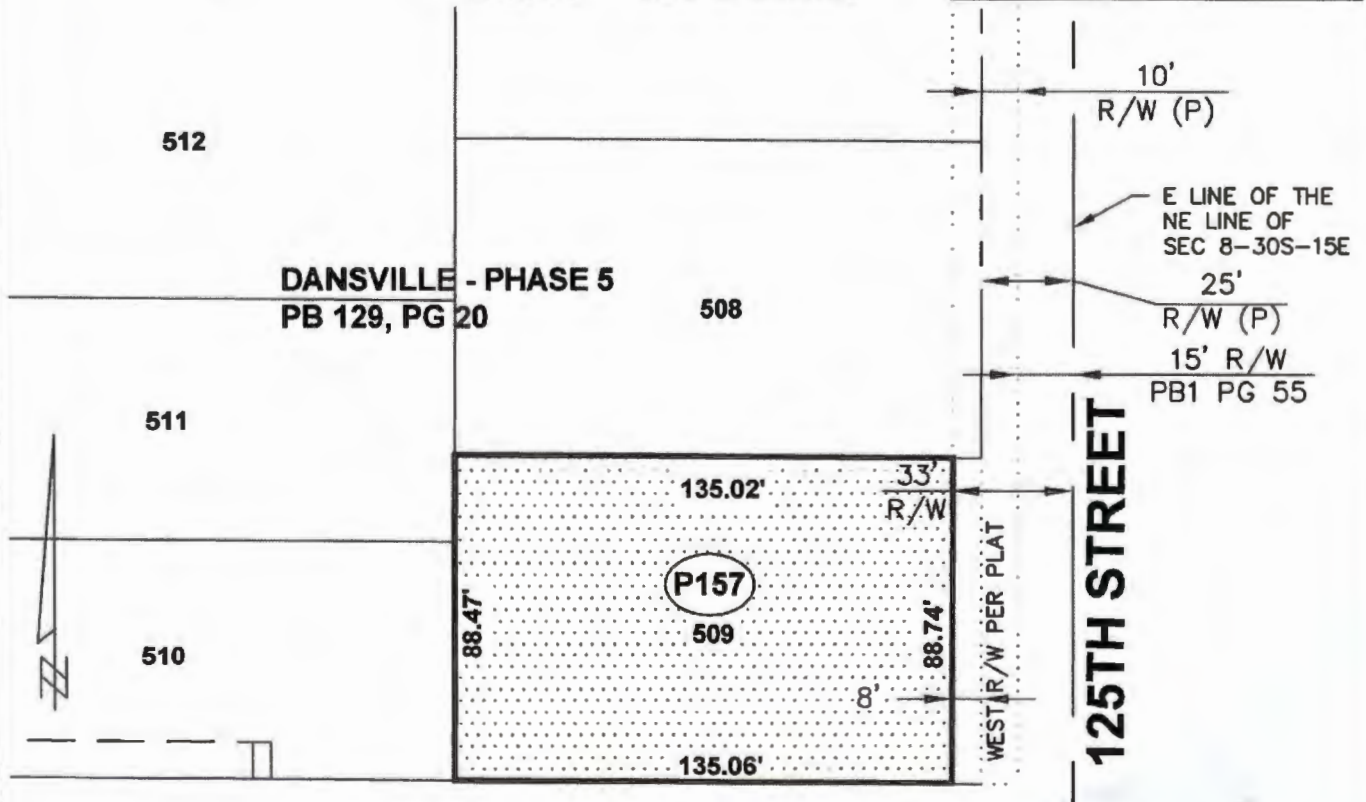 10'
R/W (P)
512
E LINE OF THE
NE LINE OF
SEC 8-30S-15E
DANSVILLE - PHASE 5
PB 129, PG 20
508
25'
R/W (P)
15' R/W
PB1 PG 55
511
125TH STREET
135.02'
33'
R/W
WEST R/W PER PLAT
P157
88.47'
509
88.74'
510
8'
N
135.06'